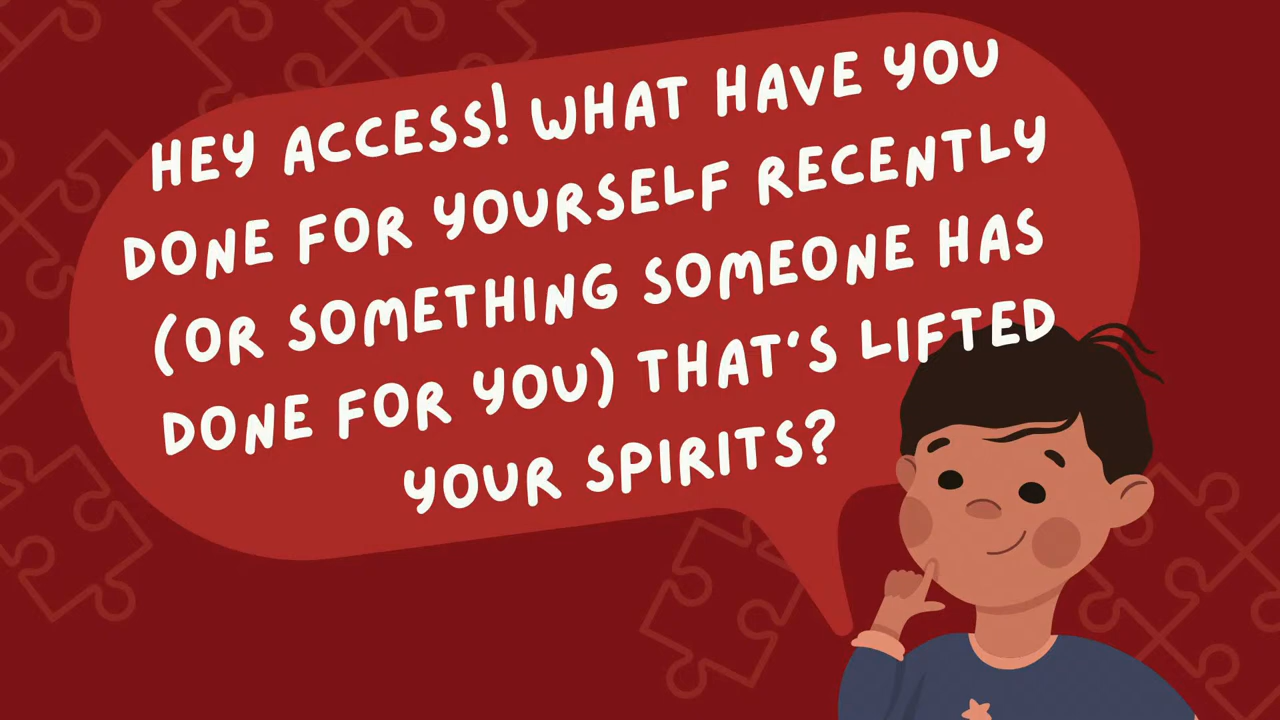 HEY ACCESS! WHAT HAVE YOU
DONE FOR YOURSELF RECENTLY
(OR SOMETHING SOMEONE HAS
DONE FOR YOU) THAT'S LIFTED
YOUR SPIRITS?